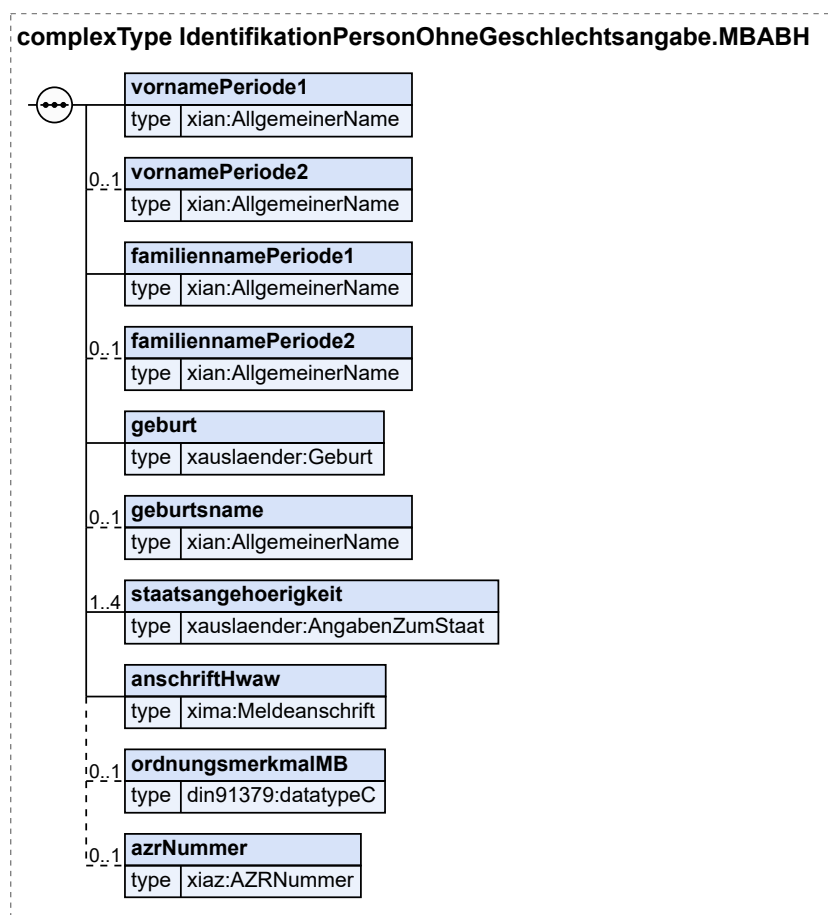 complexType IdentifikationPersonOhneGeschlechtsangabe.MBABH
vornamePeriode1
type xian:AllgemeinerName
0..1 vornamePeriode2
type xian:AllgemeinerName
familiennamePeriode1
type xian:AllgemeinerName
0..1 familiennamePeriode2
type xian:AllgemeinerName
geburt
type xauslaender:Geburt
0..1 geburtsname
type xian:AllgemeinerName
1..4 staatsangehoerigkeit
type xauslaender:AngabenZumStaat
anschriftHwaw
type xima:Meldeanschrift
0..1 ordnungsmerkmalMB
type din91379:datatypeC
0..1 azrNummer
type xiaz:AZRNummer